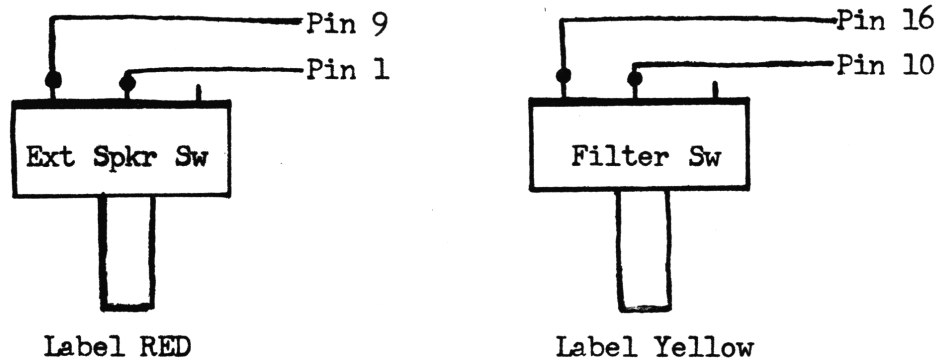 Pin 9
Pin 1
Ext Spkr Sw
Label RED
Pin 16
Pin 10
Filter Sw
Label Yellow